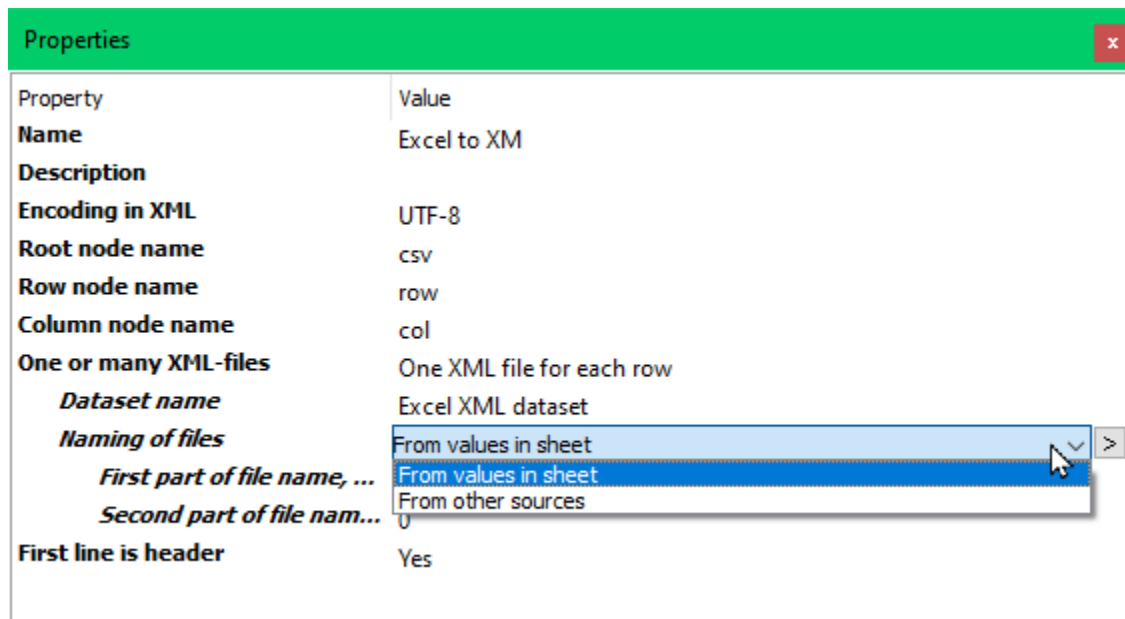 Properties
x
Property Value
Name Excel to XM
Description
Encoding in XML UTF-8
Root node name csv
Row node name row
Column node name col
One or many XML-files One XML file for each row
Dataset name Excel XML dataset
Naming of files From values in sheet >
First part of file name, ... From values in sheet
From other sources
Second part of file nam... 0
First line is header Yes